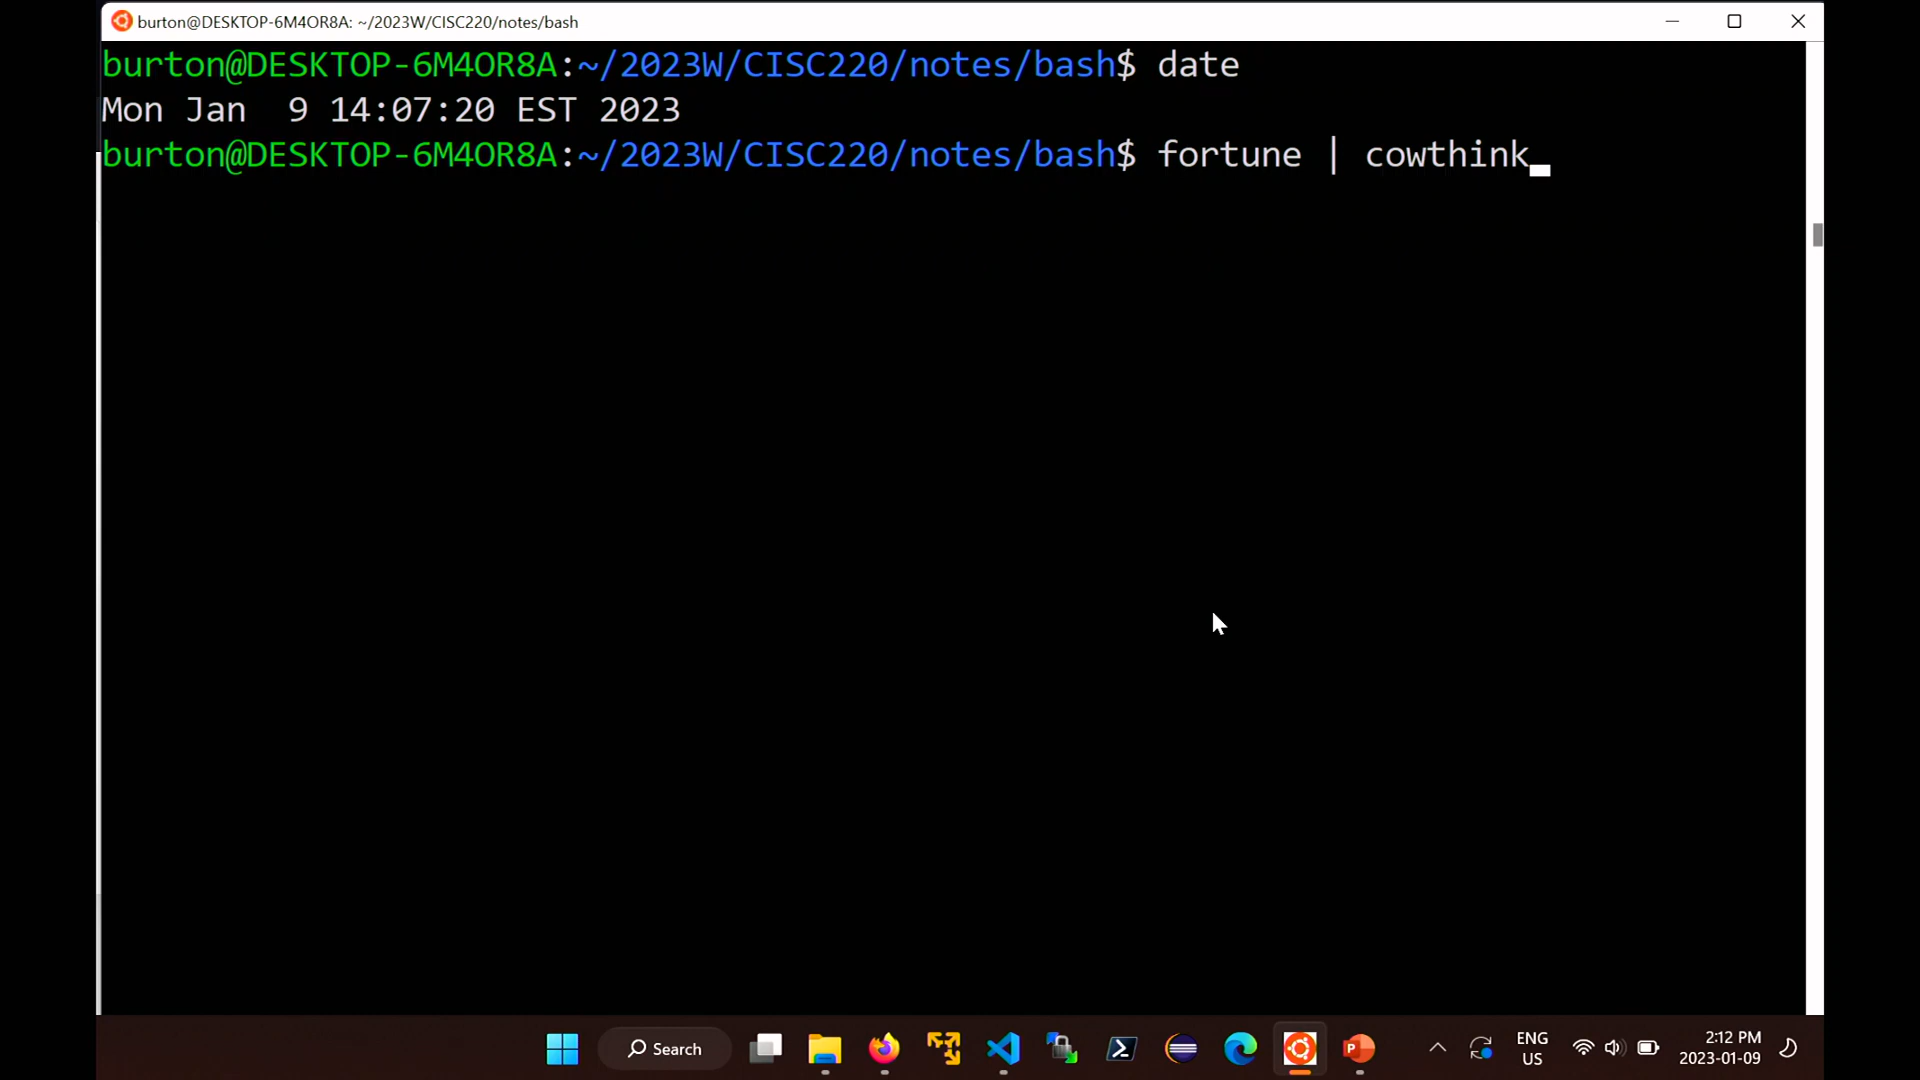 burton@DESKTOP-6M4OR8A: ~/2023W/CISC220/notes/bash
burton@DESKTOP-6M4OR8A:~/2023W/CISC220/notes/bash$ date
Mon Jan  9 14:07:20 EST 2023
burton@DESKTOP-6M4OR8A:~/2023W/CISC220/notes/bash$ fortune | cowthink
Search
ENG
US
2:12 PM
2023-01-09